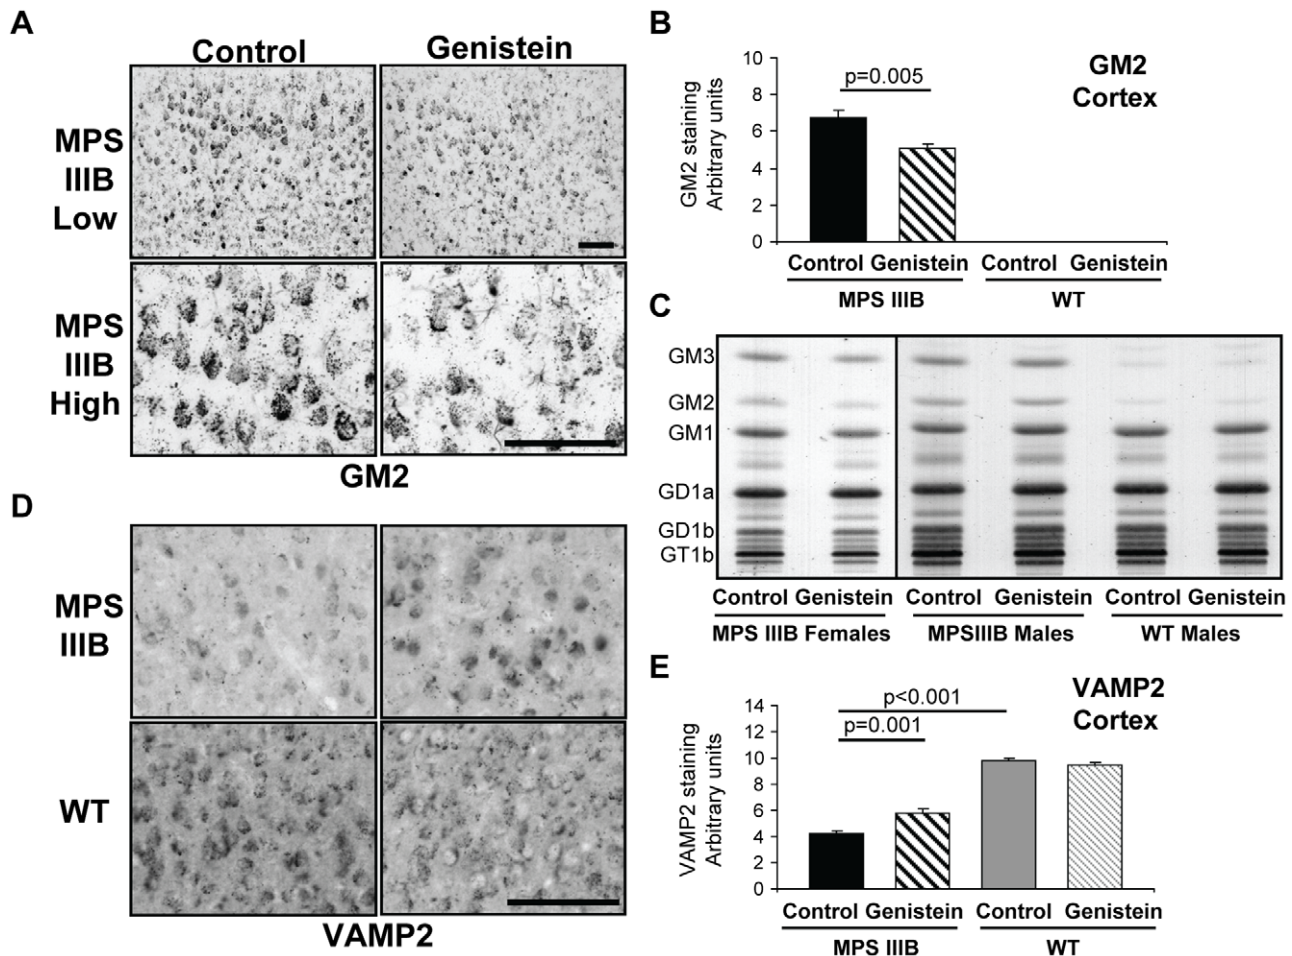 A
Control
Genistein
MPS
IIIB
Low
MPS
IIIB
High
GM2
B
GM2 staining
Arbitrary units
10
8
6
4
2
0
p=0.005
GM2
Cortex
Control Genistein Control Genistein
MPS IIIB WT
C
GM3
GM2
GM1
GD1a
GD1b
GT1b
Control Genistein Control Genistein Control Genistein
MPS IIIB Females MPSIIIB Males WT Males
D
MPS
IIIB
WT
VAMP2
E
VAMP2 staining
Arbitrary units
14
12
10
8
6
4
2
0
p<0.001
p=0.001
VAMP2
Cortex
Control Genistein Control Genistein
MPS IIIB WT